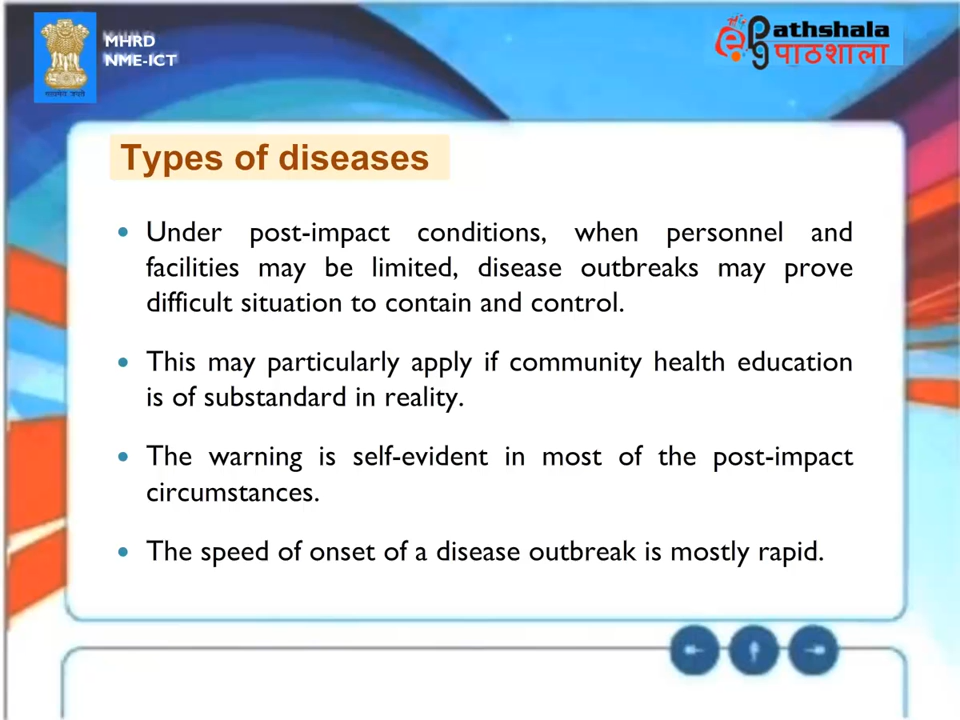 MHRD
NME-ICT
epg athshala
पाठशाला
Types of diseases
Under post-impact conditions, when personnel and
facilities may be limited, disease outbreaks may prove
difficult situation to contain and control.
This may particularly apply if community health education
is of substandard in reality.
The warning is self-evident in most of the post-impact
circumstances.
The speed of onset of a disease outbreak is mostly rapid.